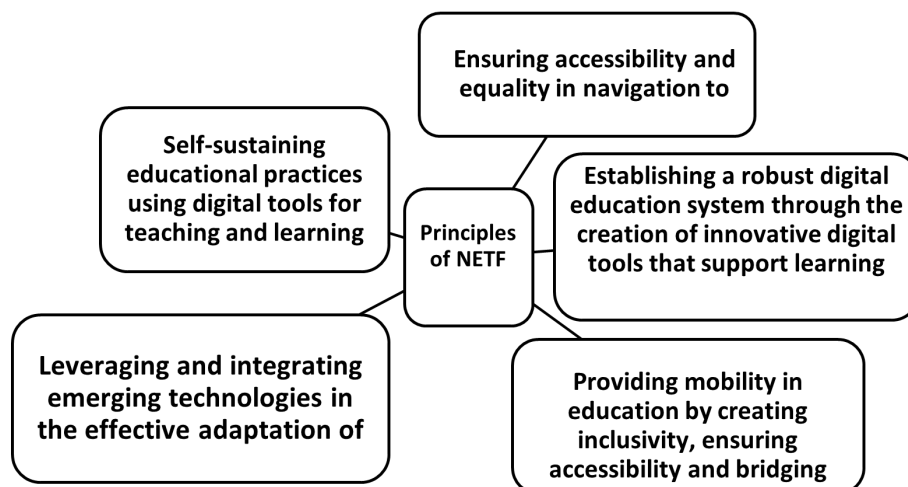 Ensuring accessibility and
equality in navigation to
Self-sustaining
educational practices
using digital tools for
teaching and learning
Establishing a robust digital
education system through the
creation of innovative digital
tools that support learning
Principles
of NETF
Leveraging and integrating
emerging technologies in
the effective adaptation of
Providing mobility in
education by creating
inclusivity, ensuring
accessibility and bridging